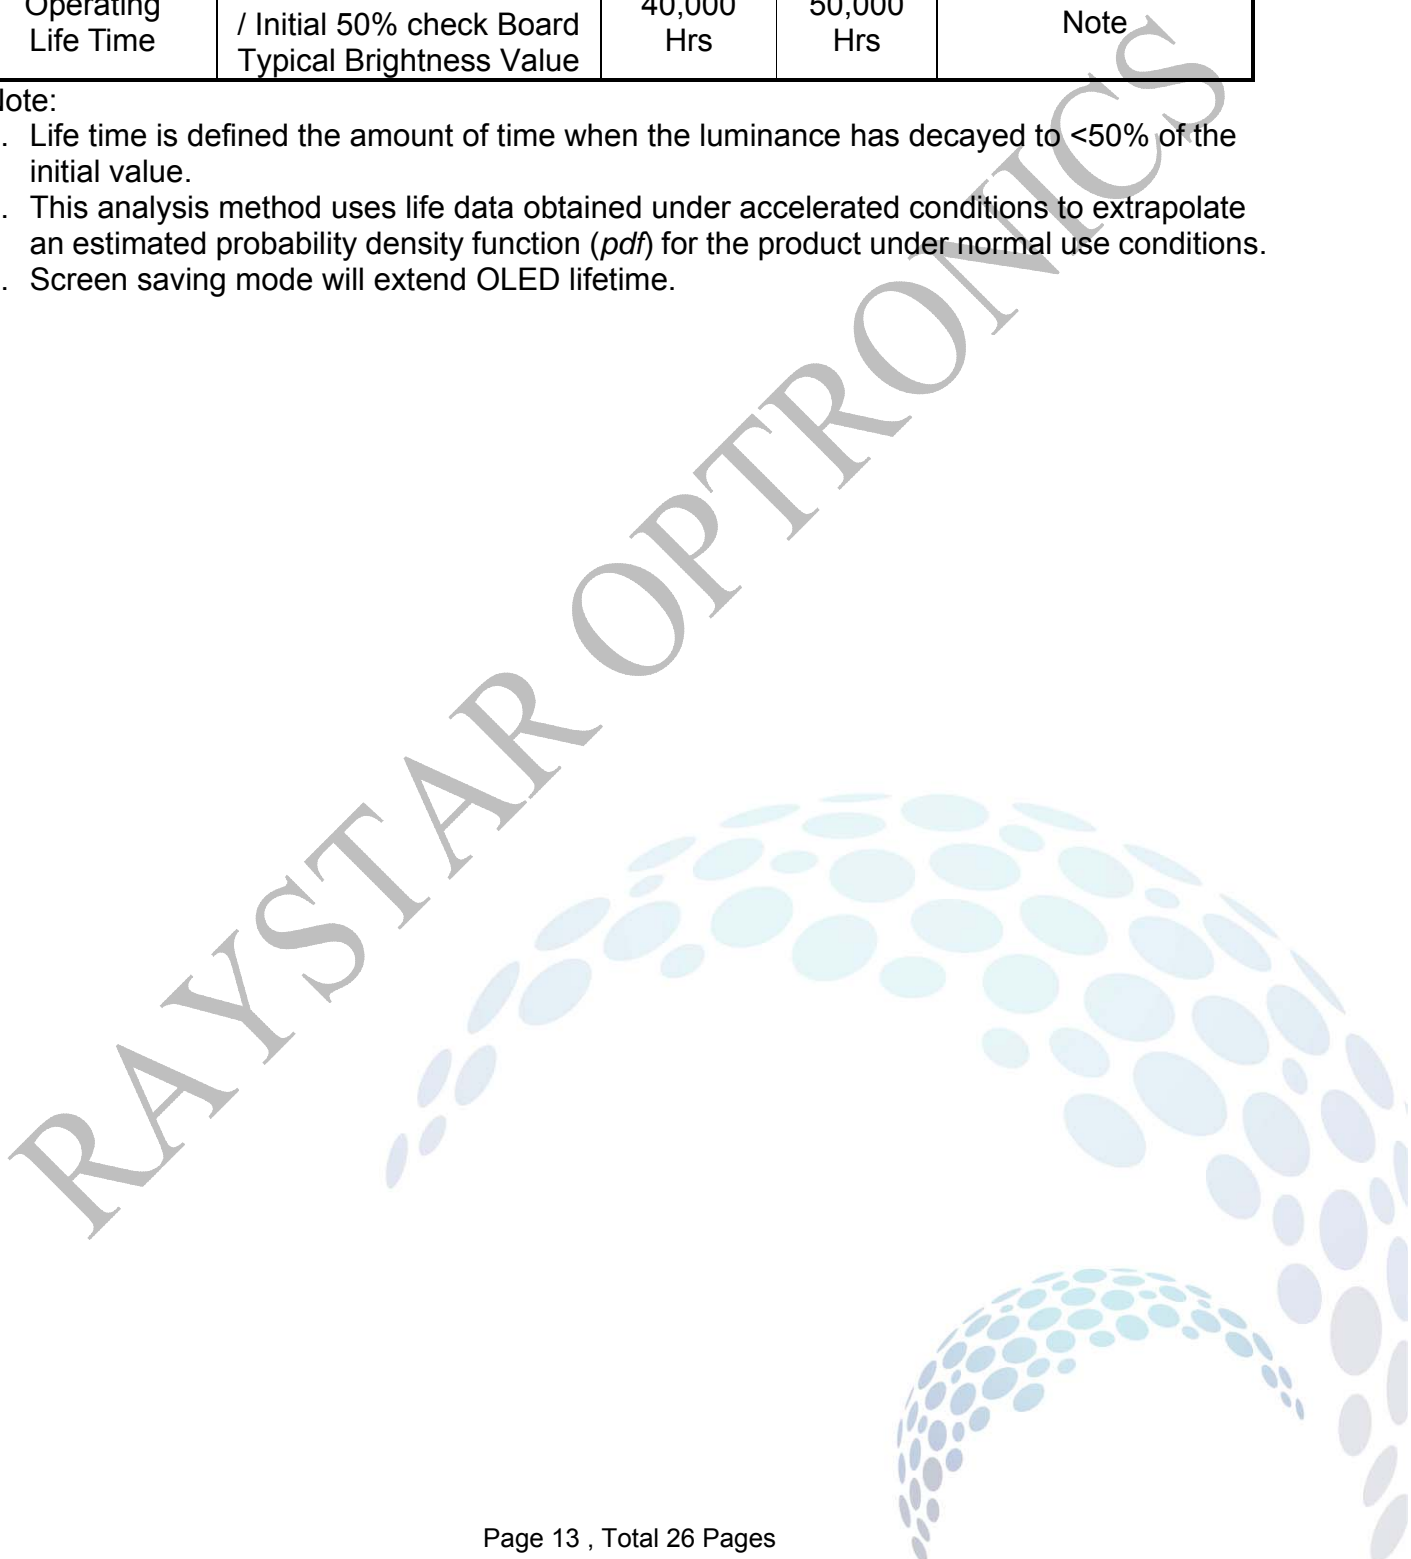 Operating
Life Time
/ Initial 50% check Board
Typical Brightness Value
40,000
Hrs
50,000
Hrs
Note
Note:
. Life time is defined the amount of time when the luminance has decayed to <50% of the
initial value.
. This analysis method uses life data obtained under accelerated conditions to extrapolate
an estimated probability density function (pdf) for the product under normal use conditions.
. Screen saving mode will extend OLED lifetime.
RAYSTAR OPTRONICS
Page 13 , Total 26 Pages